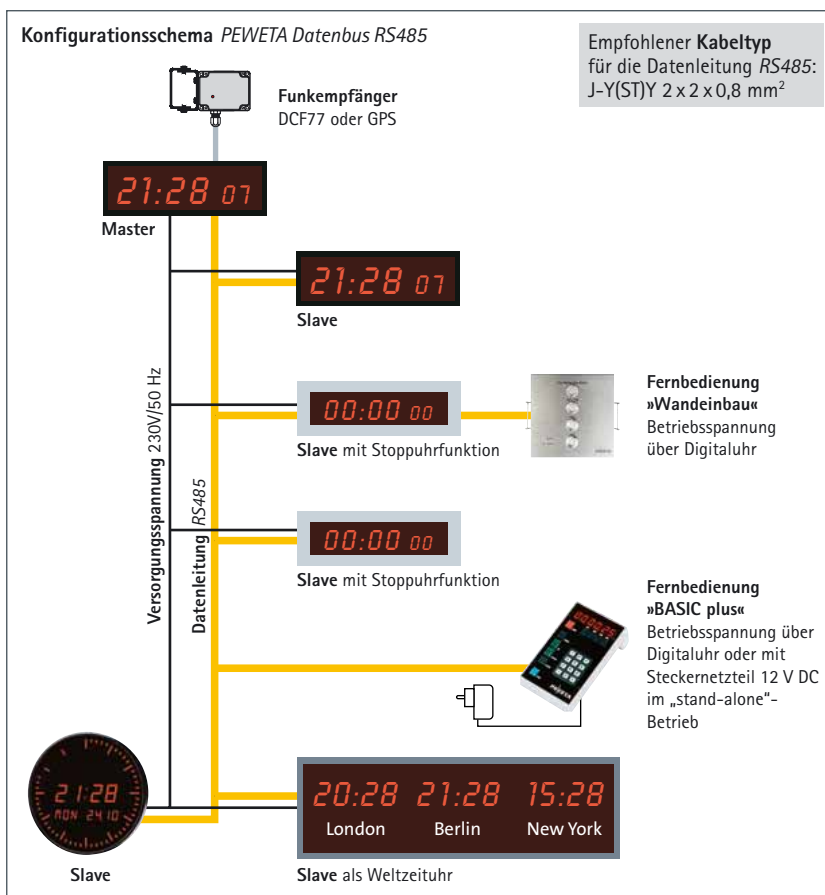 Konfigurationsschema PEWETA Datenbus RS485
Empfohlener Kabeltyp
für die Datenleitung RS485:
J-Y(ST)Y 2 x 2 x 0,8 mm²
Funkempfänger
DCF77 oder GPS
21:28 07
Master
21:28 07
Slave
Versorgungsspannung 230V/50 Hz
Datenleitung RS485
00:00 00
Slave mit Stoppuhrfunktion
Fernbedienung
»Wandeinbau«
Betriebsspannung
über Digitaluhr
00:00 00
Slave mit Stoppuhrfunktion
Fernbedienung
»BASIC plus«
Betriebsspannung über
Digitaluhr oder mit
Steckernetzteil 12 V DC
im „stand-alone“-
Betrieb
PEWETA
21:28
MON 24.10
Slave
20:28 21:28 15:28
London Berlin New York
Slave als Weltzeituhr